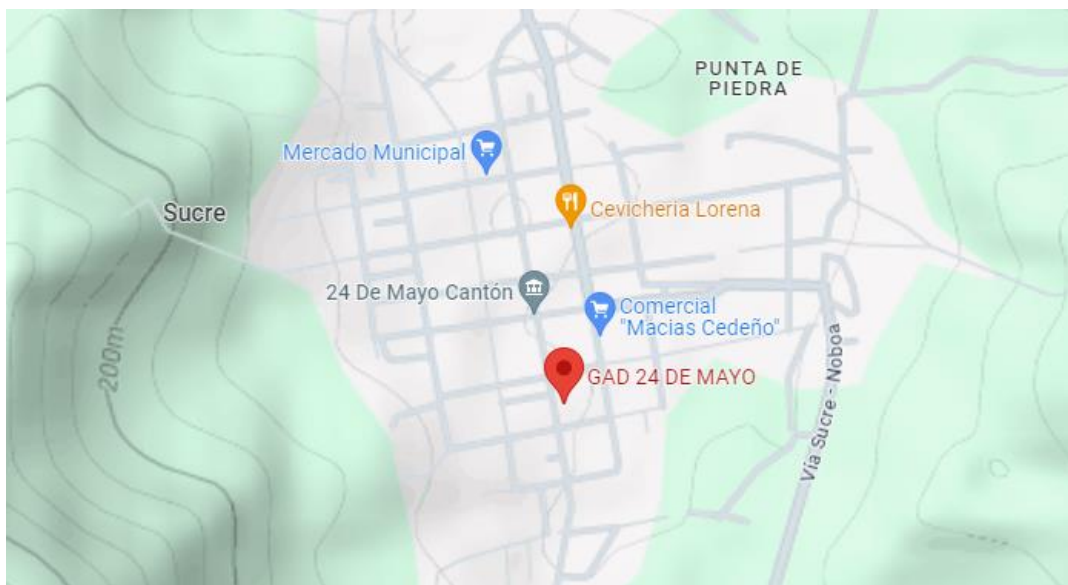 PUNTA DE
PIEDRA
Mercado Municipal
Cevicheria Lorena
Sucre
24 De Mayo Cantón
Comercial
"Macias Cedeño"
200m
GAD 24 DE MAYO
Vía Sucre - Noboa